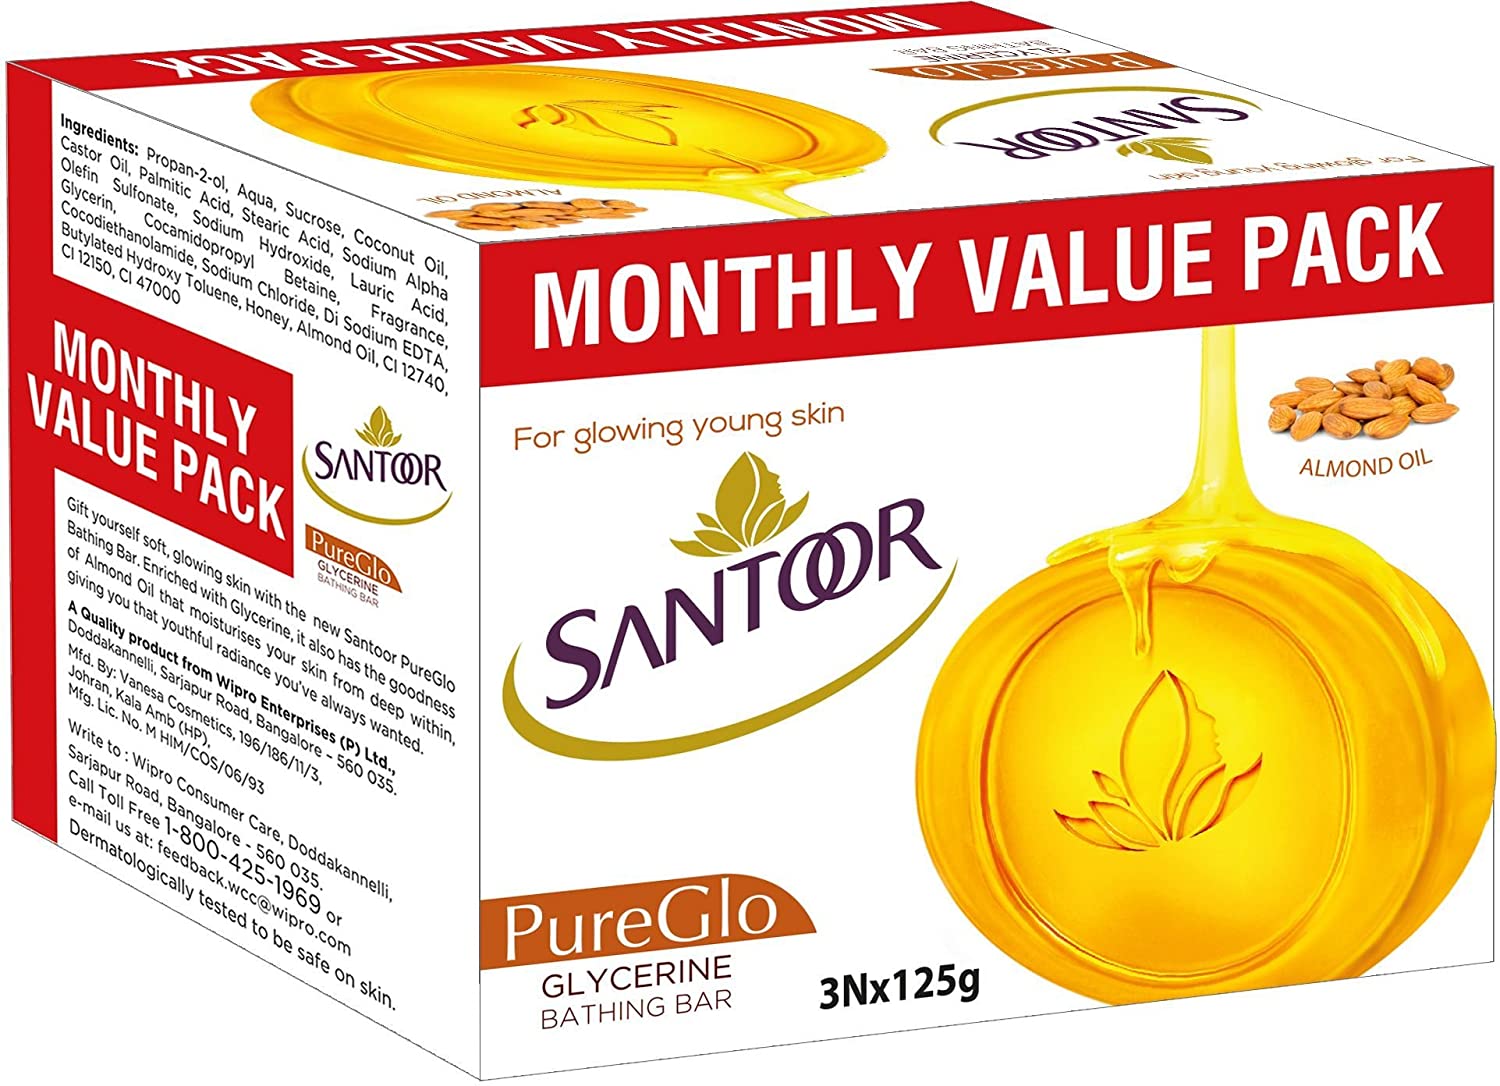 MONTHLY VALUE PACK
PureGlo
GLYCERINE
BATHING BAR
SANTOOR
For glowing young skin
ALMOND OIL
Ingredients: Propan-2-ol, Aqua, Sucrose, Coconut Oil,
Castor Oil, Palmitic Acid, Stearic Acid, Sodium Alpha
Olefin Sulfonate, Sodium Hydroxide, Lauric Acid,
Glycerin, Cocamidopropyl Betaine, Fragrance,
Cocodiethanolamide, Sodium Chloride, Di Sodium EDTA,
Butylated Hydroxy Toluene, Honey, Almond Oil, CI 12740,
CI 12150, CI 47000
MONTHLY
VALUE PACK
SANTOOR
PureGlo
GLYCERINE
BATHING BAR
Gift yourself soft, glowing skin with the new Santoor PureGlo
Bathing Bar. Enriched with Glycerine, it also has the goodness
of Almond Oil that moisturises your skin from deep within,
giving you that youthful radiance you've always wanted.
A Quality product from Wipro Enterprises (P) Ltd.,
Doddakannelli, Sarjapur Road, Bangalore - 560 035.
Mfd. By: Vanesa Cosmetics, 196/186/11/3,
Johran, Kala Amb (HP),
Mfg. Lic. No. M HIM/COS/06/93
Write to : Wipro Consumer Care, Doddakannelli,
Sarjapur Road, Bangalore - 560 035.
Call Toll Free 1-800-425-1969 or
e-mail us at: feedback.wcc@wipro.com
Dermatologically tested to be safe on skin.
MONTHLY VALUE PACK
For glowing young skin
SANTOOR
ALMOND OIL
PureGlo
GLYCERINE
BATHING BAR
3Nx125g